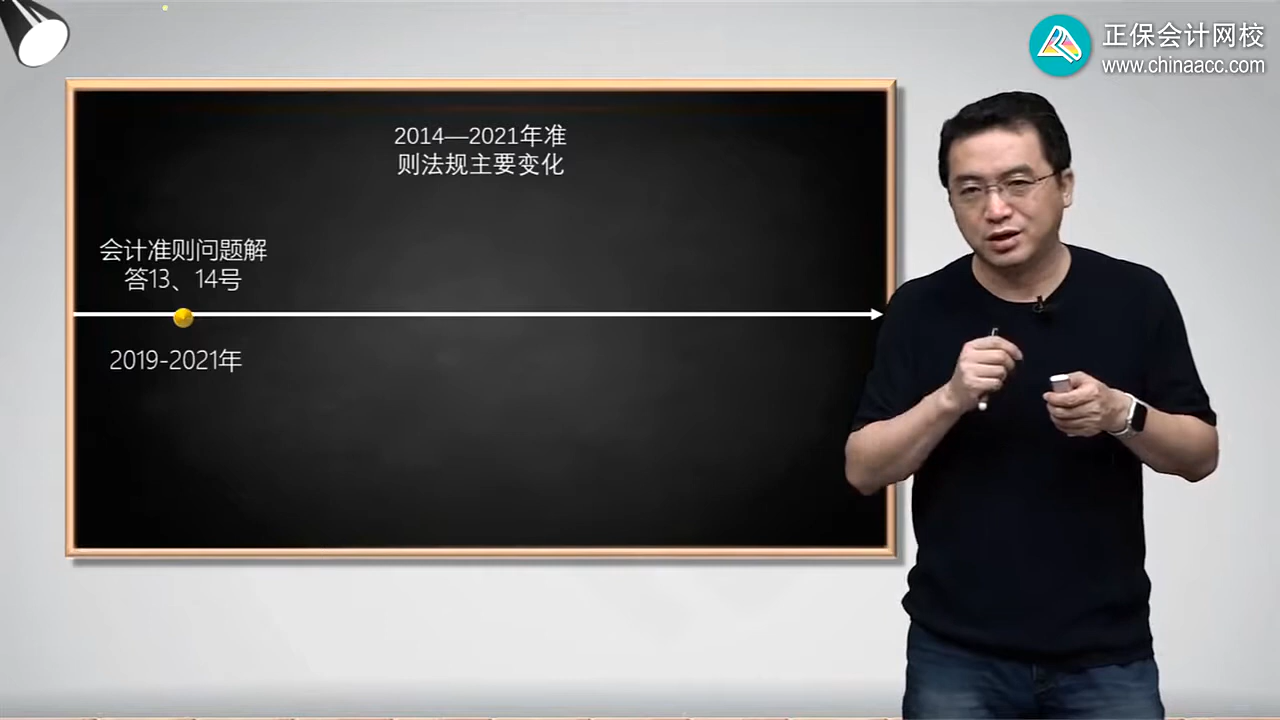 正保会计网校
www.chinaacc.com
2014—2021年准
则法规主要变化
会计准则问题解
答13、14号
2019-2021年